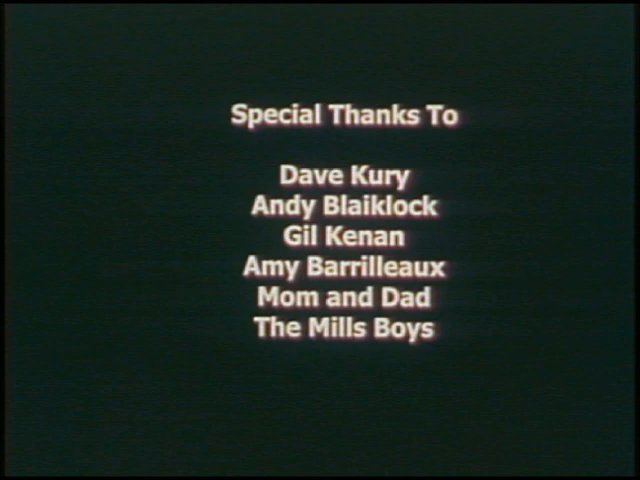 Special Thanks To
Dave Kury
Andy Blaiklock
Gil Kenan
Amy Barrilleaux
Mom and Dad
The Mills Boys